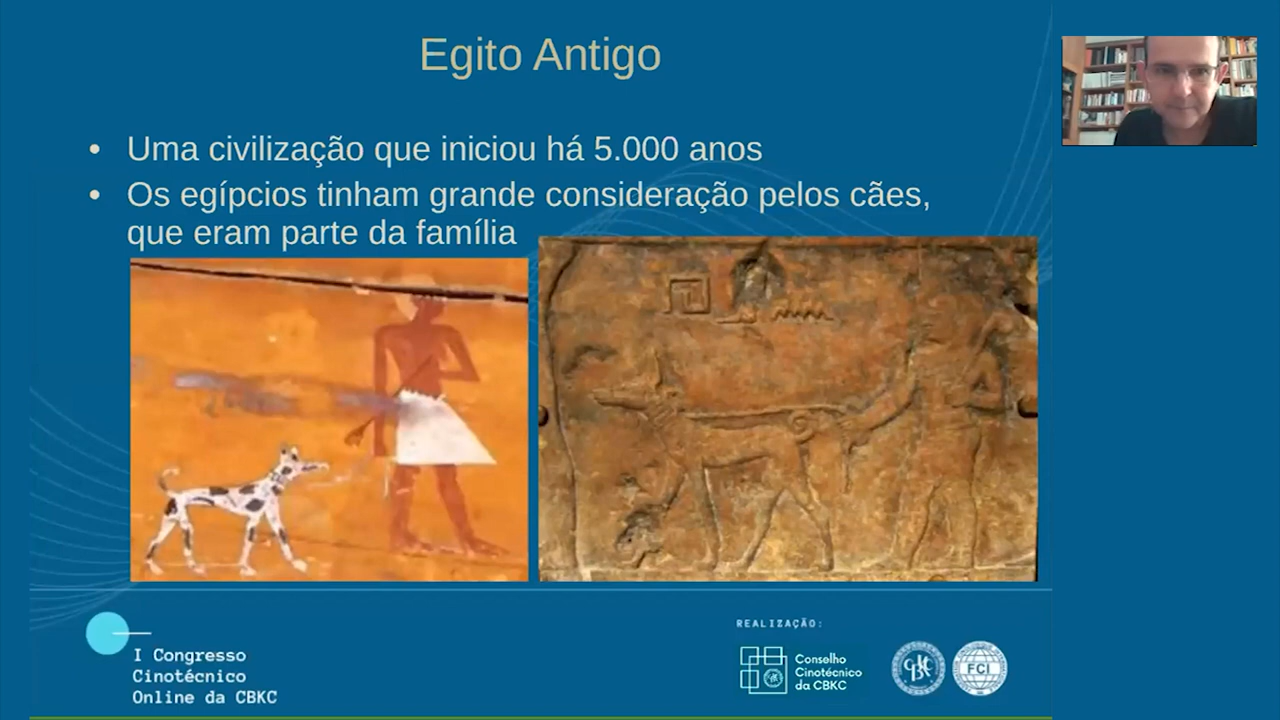 Egito Antigo
• Uma civilização que iniciou há 5.000 anos
• Os egípcios tinham grande consideração pelos cães,
que eram parte da família
I Congresso
Cinotécnico
Online da CBKC
REALIZAÇÃO:
Conselho
Cinotécnico
da CBKC
FCI